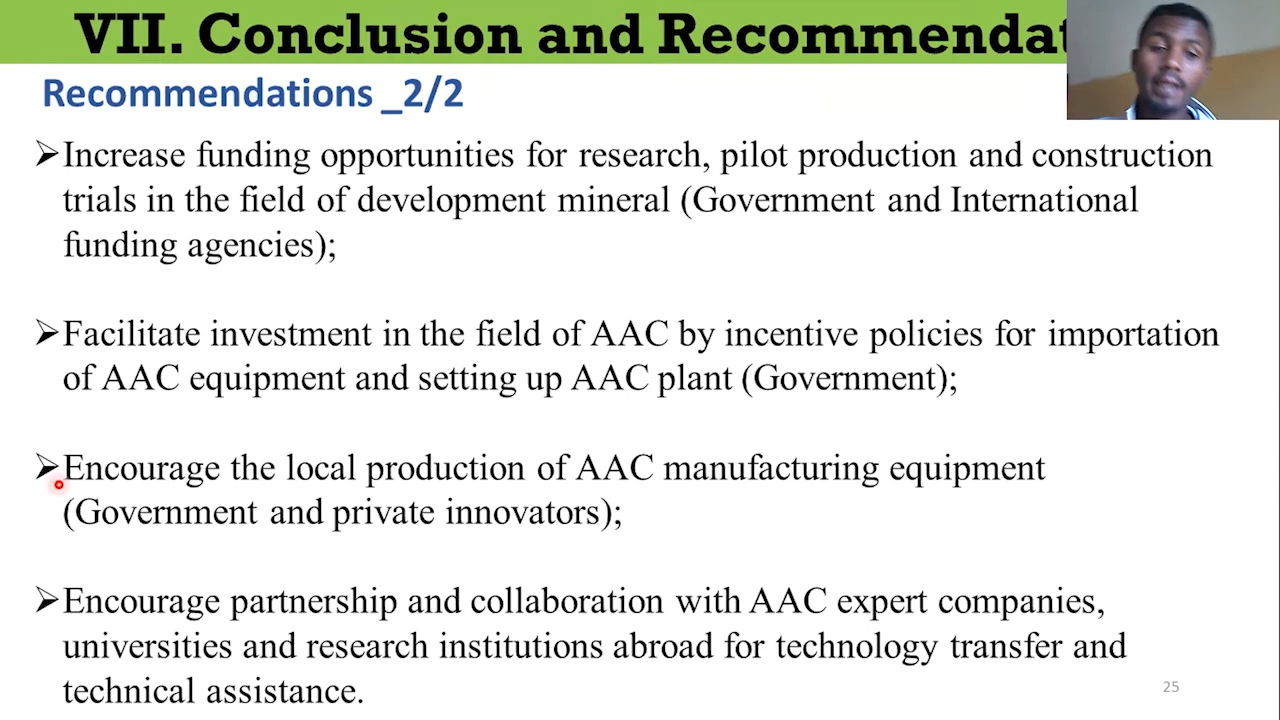 VII. Conclusion and Recommendat
Recommendations _2/2
➢Increase funding opportunities for research, pilot production and construction
trials in the field of development mineral (Government and International
funding agencies);
➢Facilitate investment in the field of AAC by incentive policies for importation
of AAC equipment and setting up AAC plant (Government);
➢Encourage the local production of AAC manufacturing equipment
(Government and private innovators);
➢Encourage partnership and collaboration with AAC expert companies,
universities and research institutions abroad for technology transfer and
technical assistance.
25